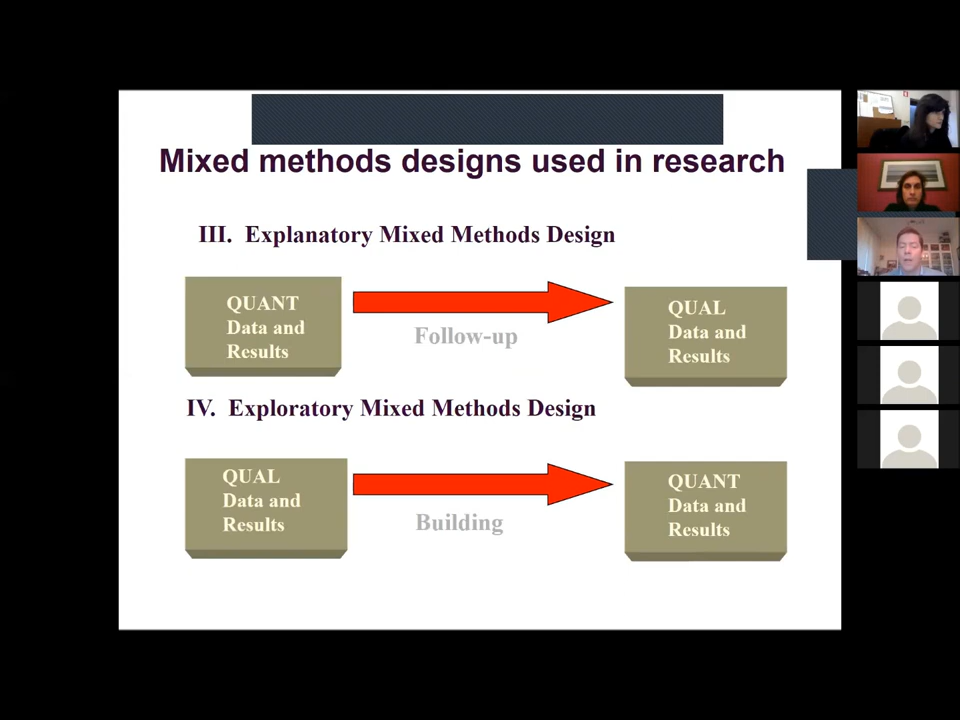 Mixed methods designs used in research
III. Explanatory Mixed Methods Design
QUANT
Data and
Results
Follow-up
QUAL
Data and
Results
IV. Exploratory Mixed Methods Design
QUAL
Data and
Results
Building
QUANT
Data and
Results